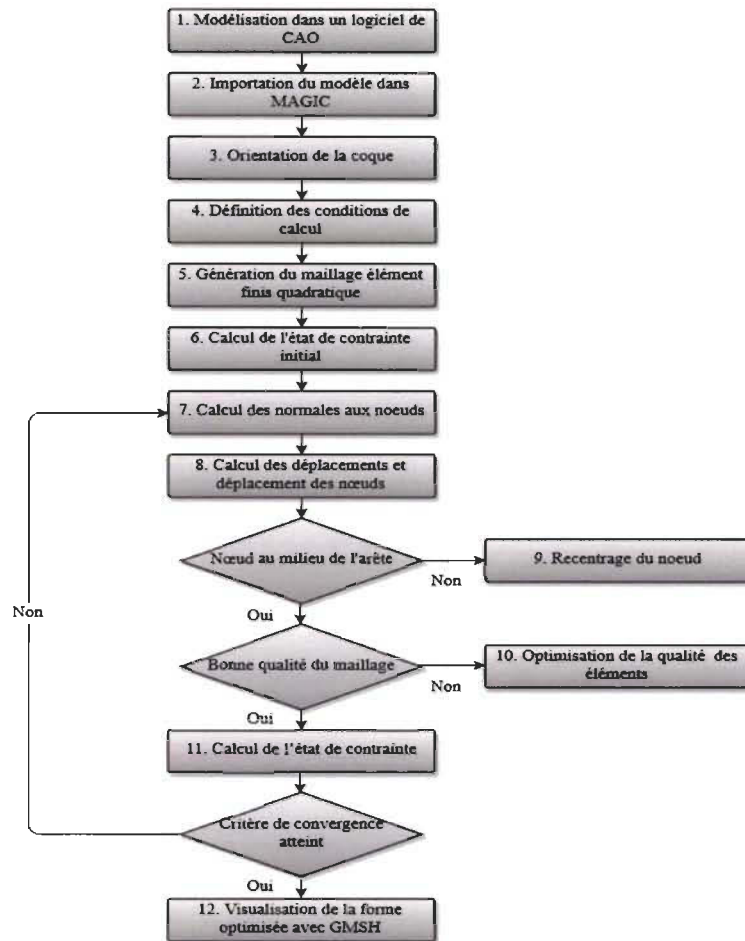 1. Modélisation dans un logiciel de
CAO
2. Importation du modèle dans
MAGIC
3. Orientation de la coque
4. Définition des conditions de
calcul
5. Génération du maillage élément
finis quadratique
6. Calcul de l'état de contrainte
initial
7. Calcul des normales aux noeuds
8. Calcul des déplacements et
déplacement des nœuds
Nœud au milieu de l'arête
Non
9. Recentrage du noeud
Oui
Non
Bonne qualité du maillage
Non
10. Optimisation de la qualité des
éléments
Oui
11. Calcul de l'état de contrainte
Critère de convergence
atteint
Oui
12. Visualisation de la forme
optimisée avec GMSH